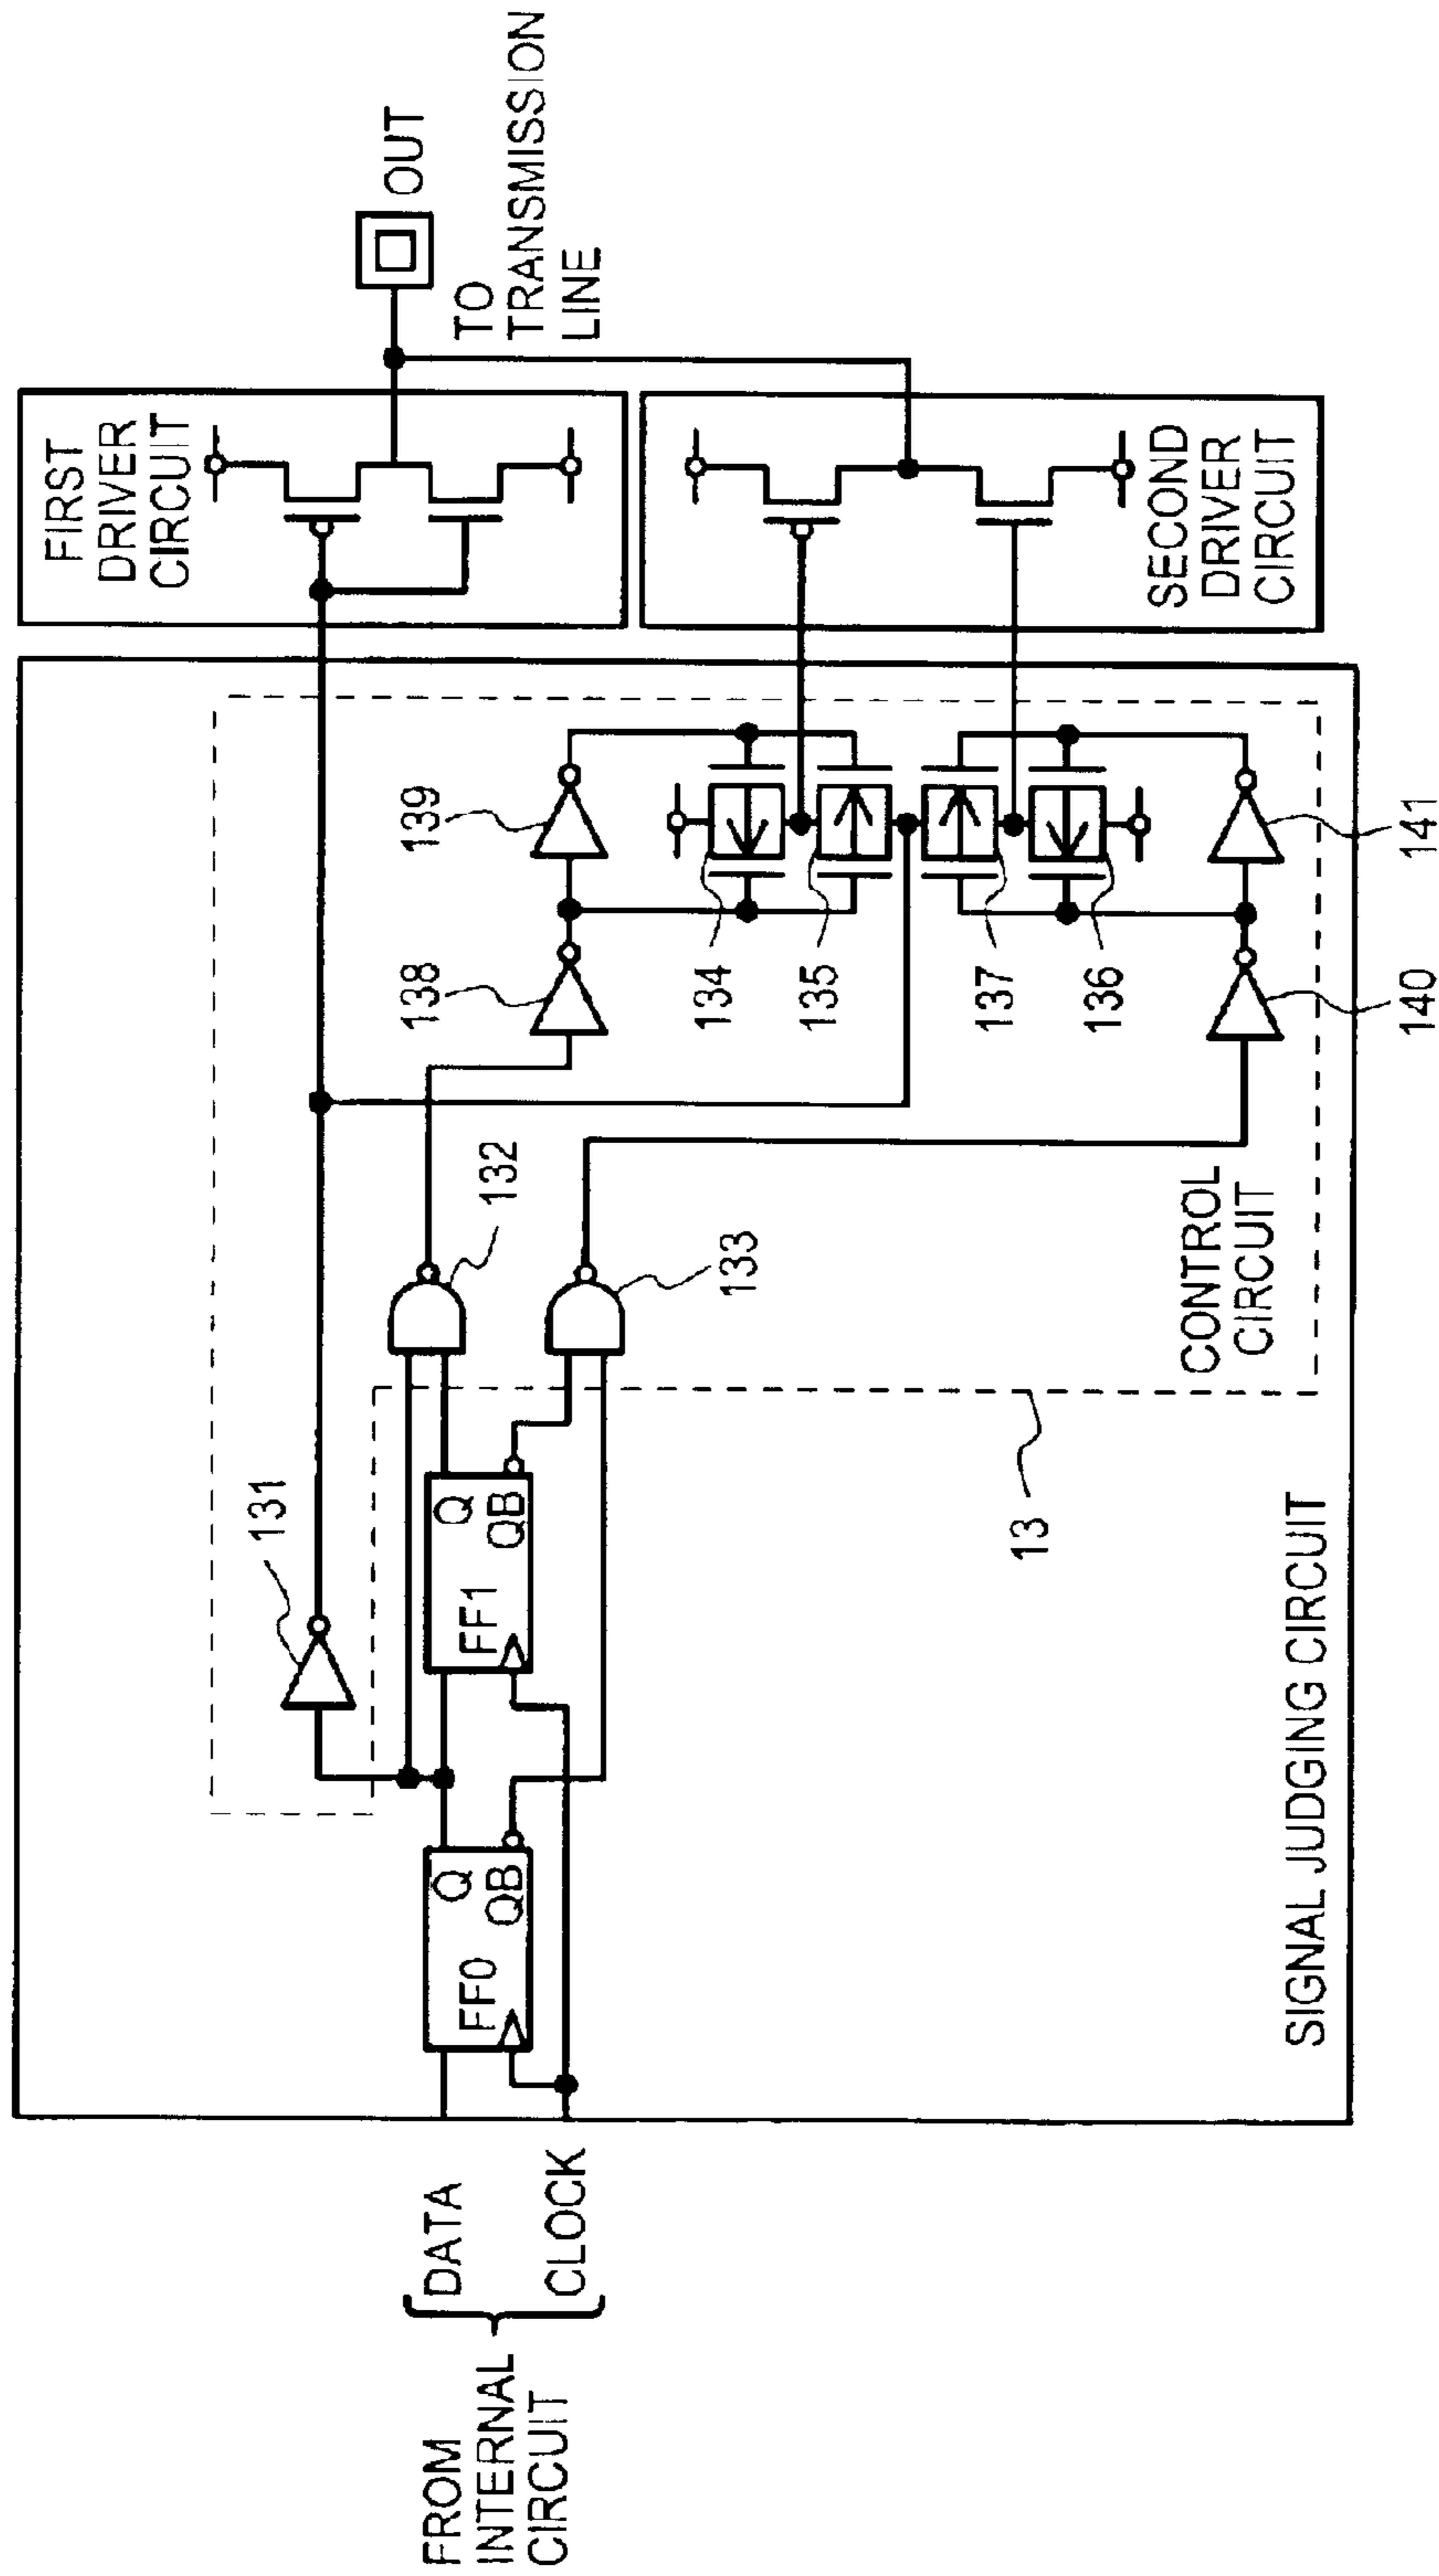 FROM
INTERNAL
CIRCUIT
DATA
CLOCK
SIGNAL JUDGING CIRCUIT
FF0
Q
QB
FF1
Q
QB
131
13
CONTROL
CIRCUIT
132
133
138
139
134
135
137
136
140
141
FIRST
DRIVER
CIRCUIT
SECOND
DRIVER
CIRCUIT
OUT
TO
TRANSMISSION
LINE